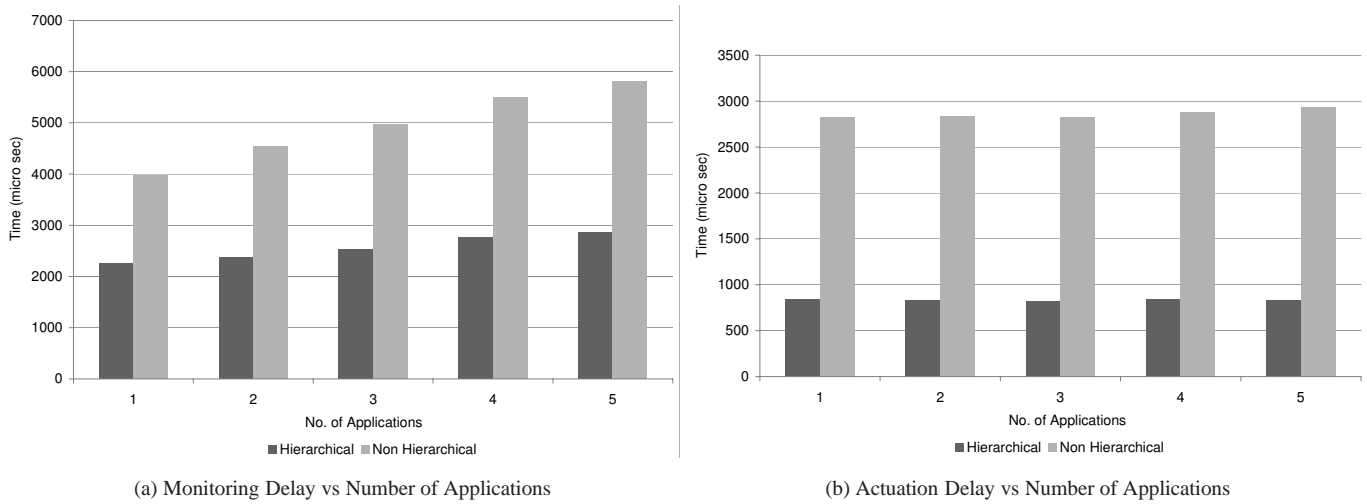 7000
6000
5000
4000
3000
2000
1000
0
Time (micro sec)
1 2 3 4 5
No. of Applications
Hierarchical Non Hierarchical
(a) Monitoring Delay vs Number of Applications
3500
3000
2500
2000
1500
1000
500
0
Time (micro sec)
1 2 3 4 5
No. of Applications
Hierarchical Non Hierarchical
(b) Actuation Delay vs Number of Applications